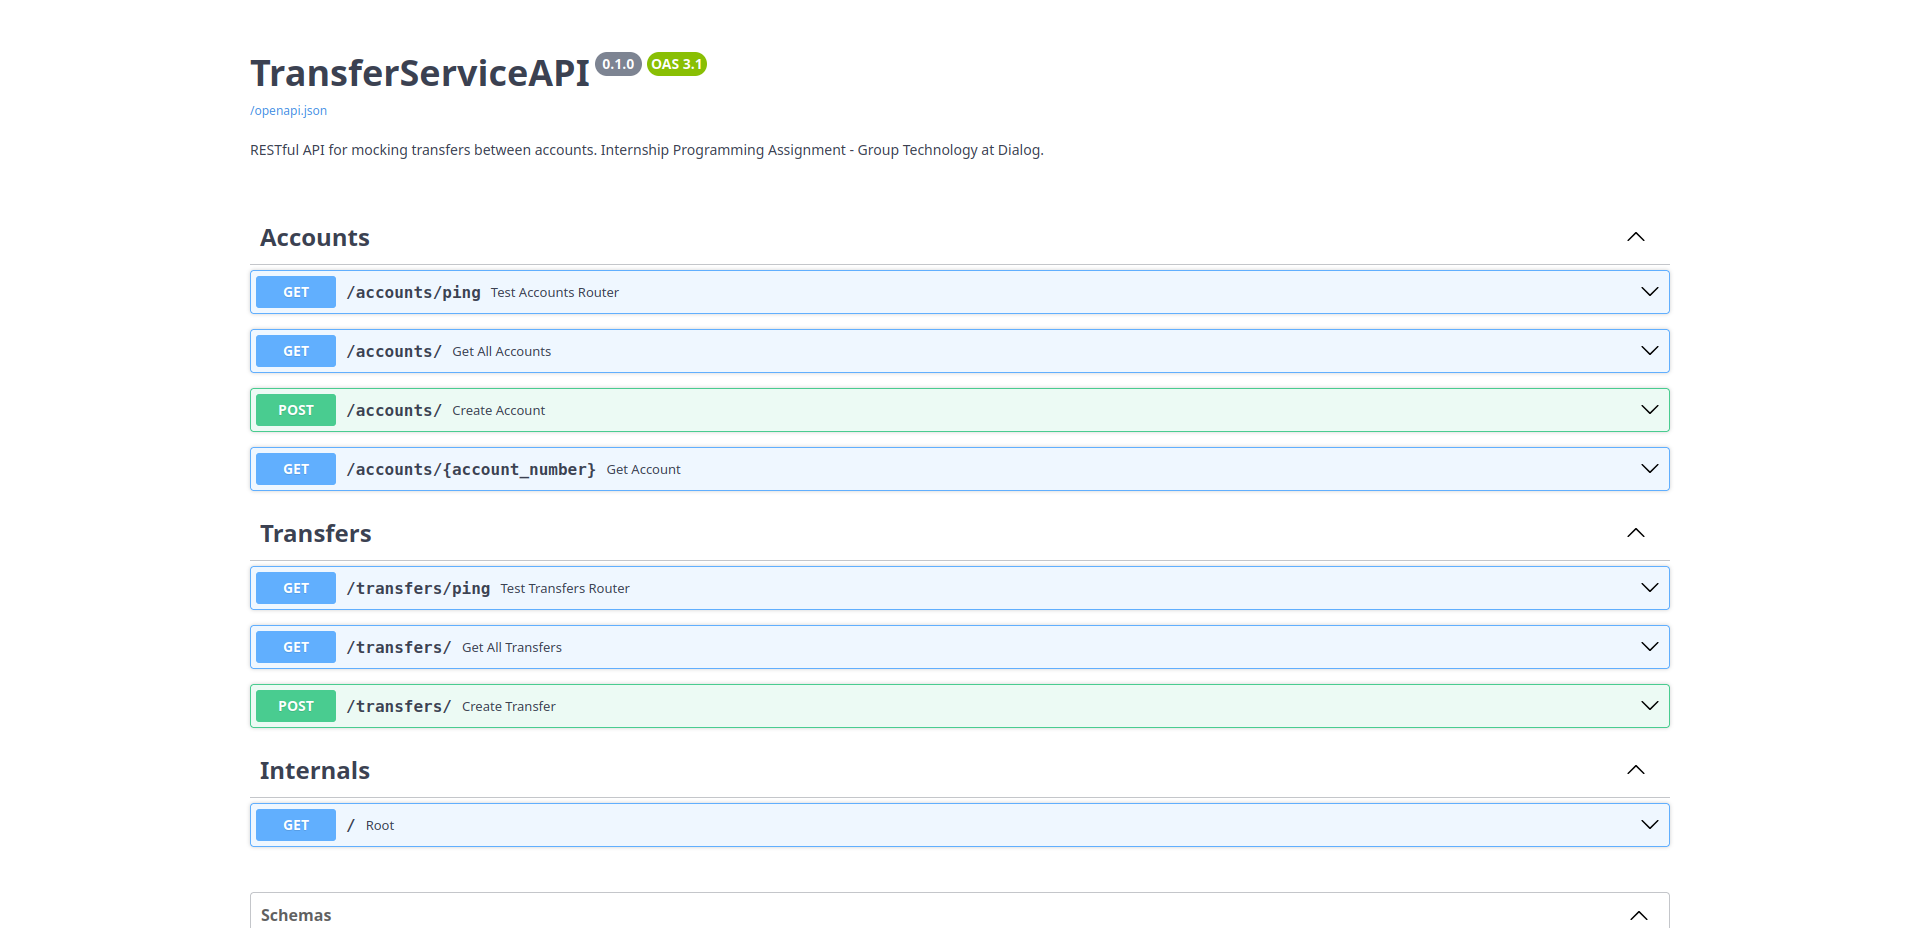 TransferServiceAPI 0.1.0 OAS 3.1
/openapi.json
RESTful API for mocking transfers between accounts. Internship Programming Assignment - Group Technology at Dialog.
Accounts
GET /accounts/ping Test Accounts Router
GET /accounts/ Get All Accounts
POST /accounts/ Create Account
GET /accounts/{account_number} Get Account
Transfers
GET /transfers/ping Test Transfers Router
GET /transfers/ Get All Transfers
POST /transfers/ Create Transfer
Internals
GET / Root
Schemas